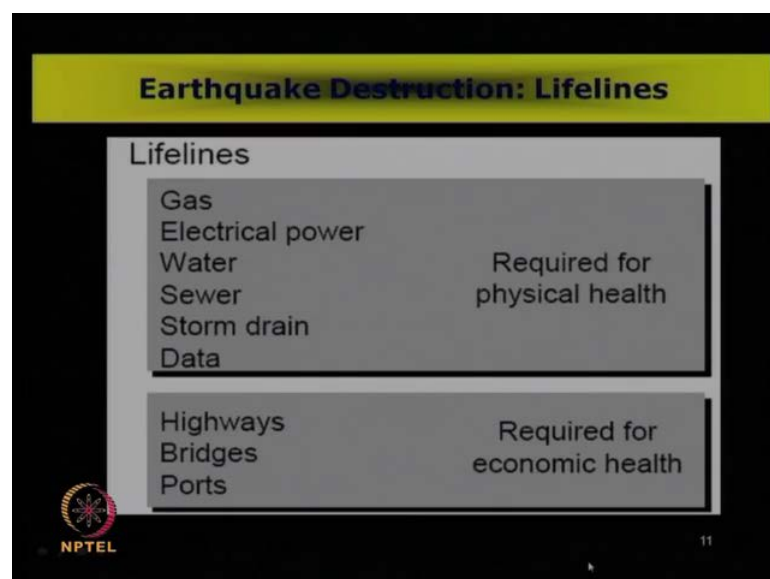 Earthquake Destruction: Lifelines
Lifelines
Gas
Electrical power
Water
Sewer
Storm drain
Data
Required for
physical health
Highways
Bridges
Ports
Required for
economic health
NPTEL
11